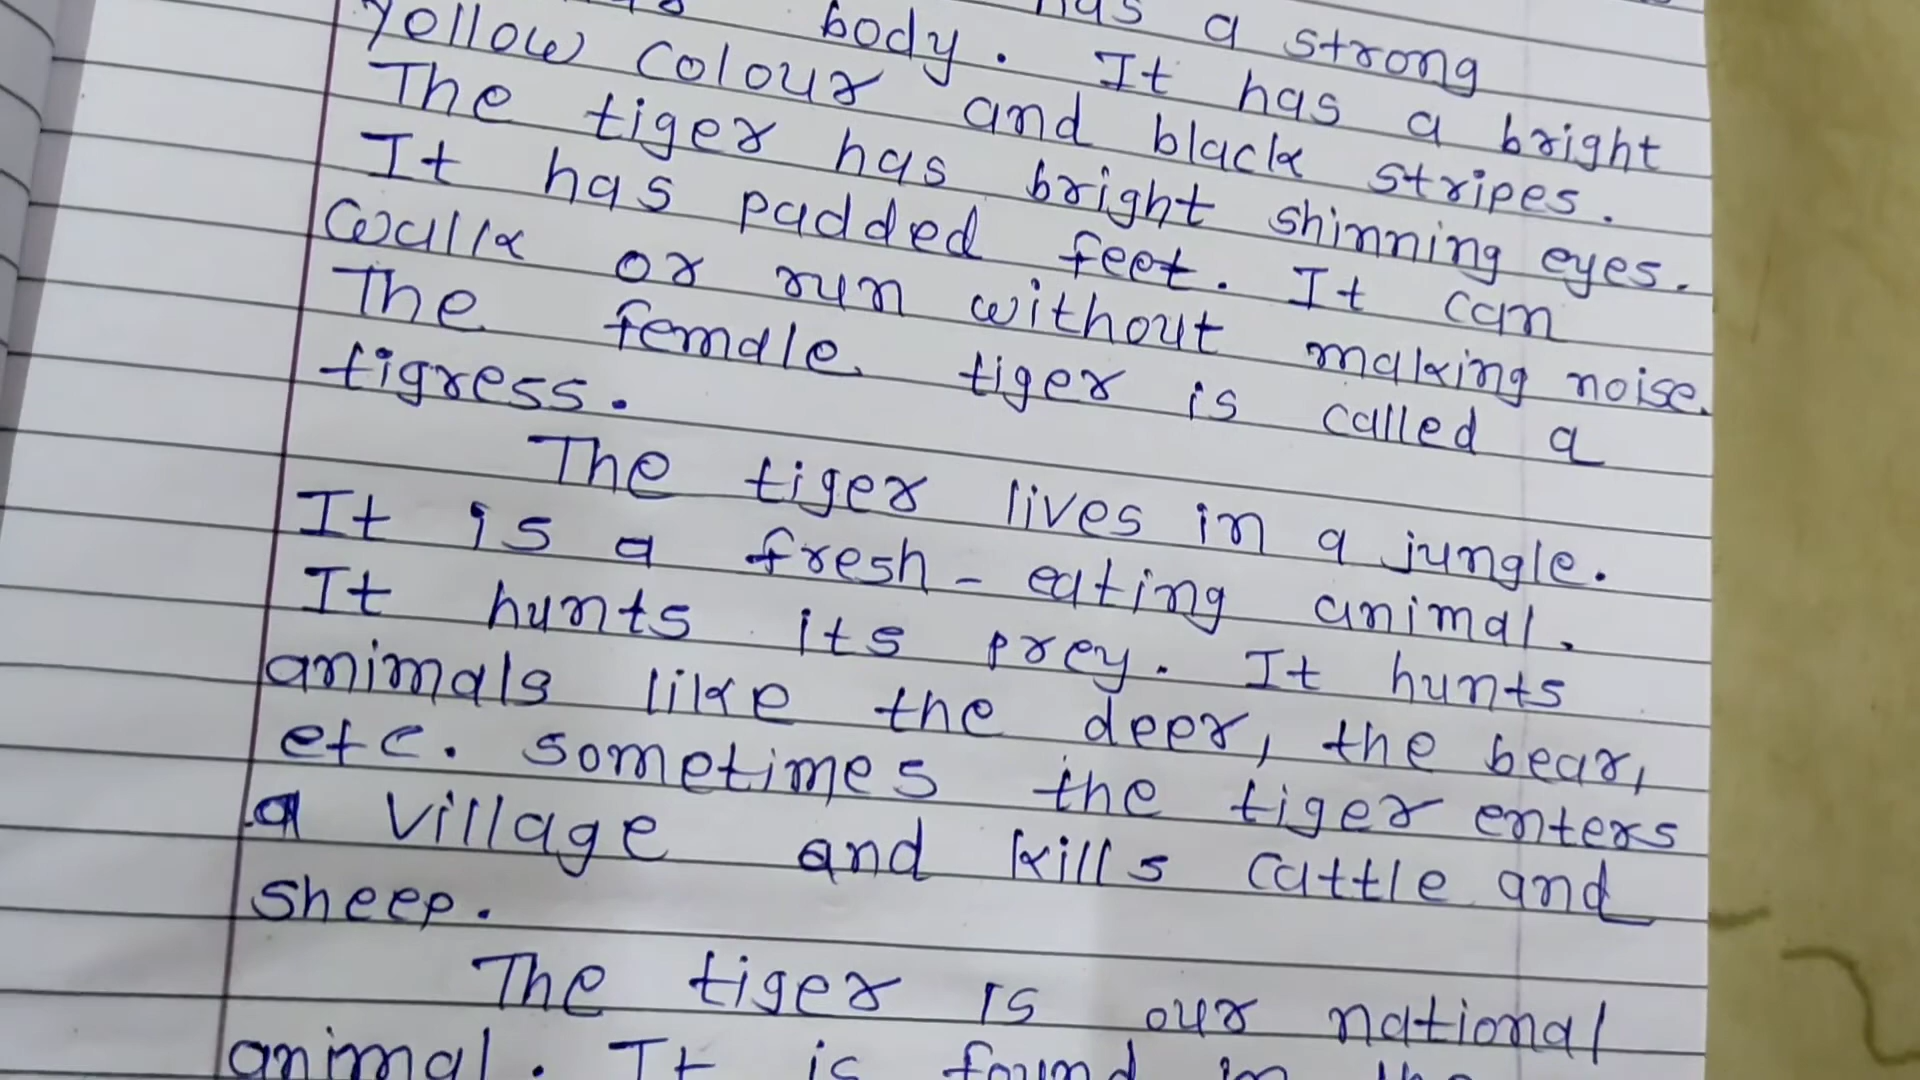 has a strong
body. It has a bright
yellow colour and black stripes.
The tiger has bright shinning eyes.
It has padded feet. It can
walk or run without making noise.
The female tiger is called a
tigress.
The tiger lives in a jungle.
It is a fresh-eating animal.
It hunts its prey. It hunts
animals like the deer, the bear,
etc. sometimes the tiger enters
a village and kills cattle and
sheep.
The tiger is our national
animal. It is found in the